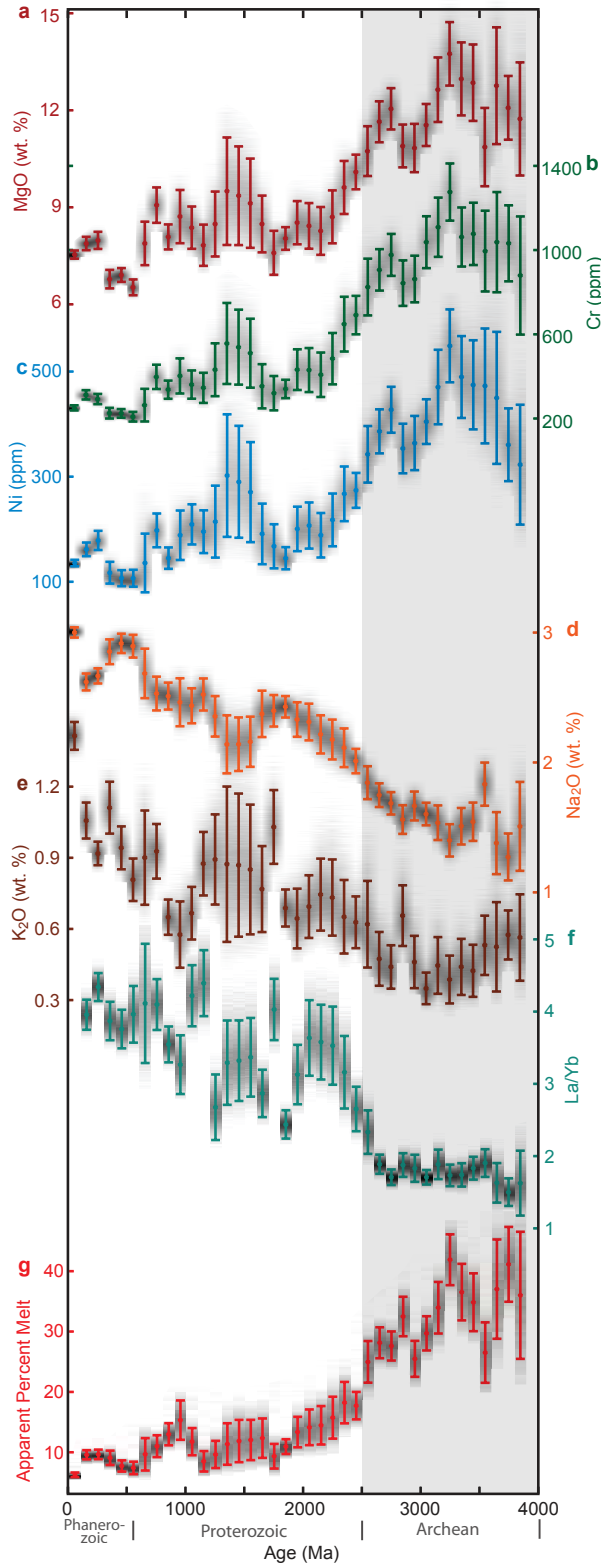 a
15
12
9
6
MgO (wt. %)
b
1400
1000
600
200
Cr (ppm)
c
500
300
100
Ni (ppm)
d
3
2
1
Na₂O (wt. %)
e
1.2
0.9
0.6
0.3
K₂O (wt. %)
f
5
4
3
2
1
La/Yb
g
40
30
20
10
Apparent Percent Melt
0 1000 2000 3000 4000
Phanero-
zoic | Proterozoic | Archean |
Age (Ma)